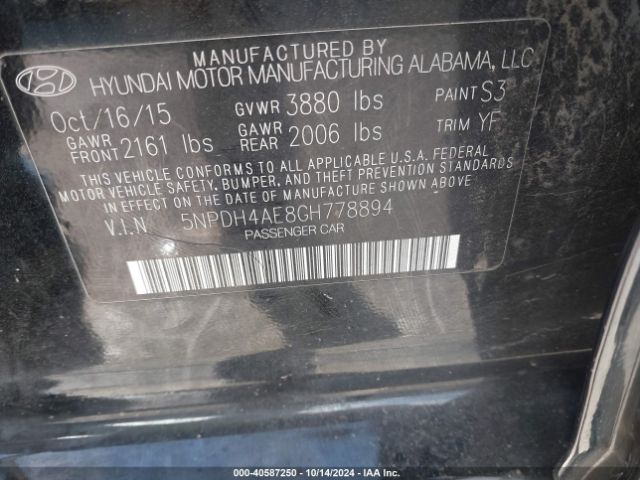 MANUFACTURED BY
HYUNDAI MOTOR MANUFACTURING ALABAMA, LLC
Oct/16/15 GVWR 3880 lbs PAINT S3
GAWR FRONT 2161 lbs GAWR REAR 2006 lbs TRIM YF
THIS VEHICLE CONFORMS TO ALL APPLICABLE U.S.A. FEDERAL
MOTOR VEHICLE SAFETY, BUMPER, AND THEFT PREVENTION STANDARDS
IN EFFECT ON THE DATE OF MANUFACTURE SHOWN ABOVE.
V.I.N 5NPDH4AE8GH778894
PASSENGER CAR
000-40587250 | 10/14/2024 | IAA Inc.